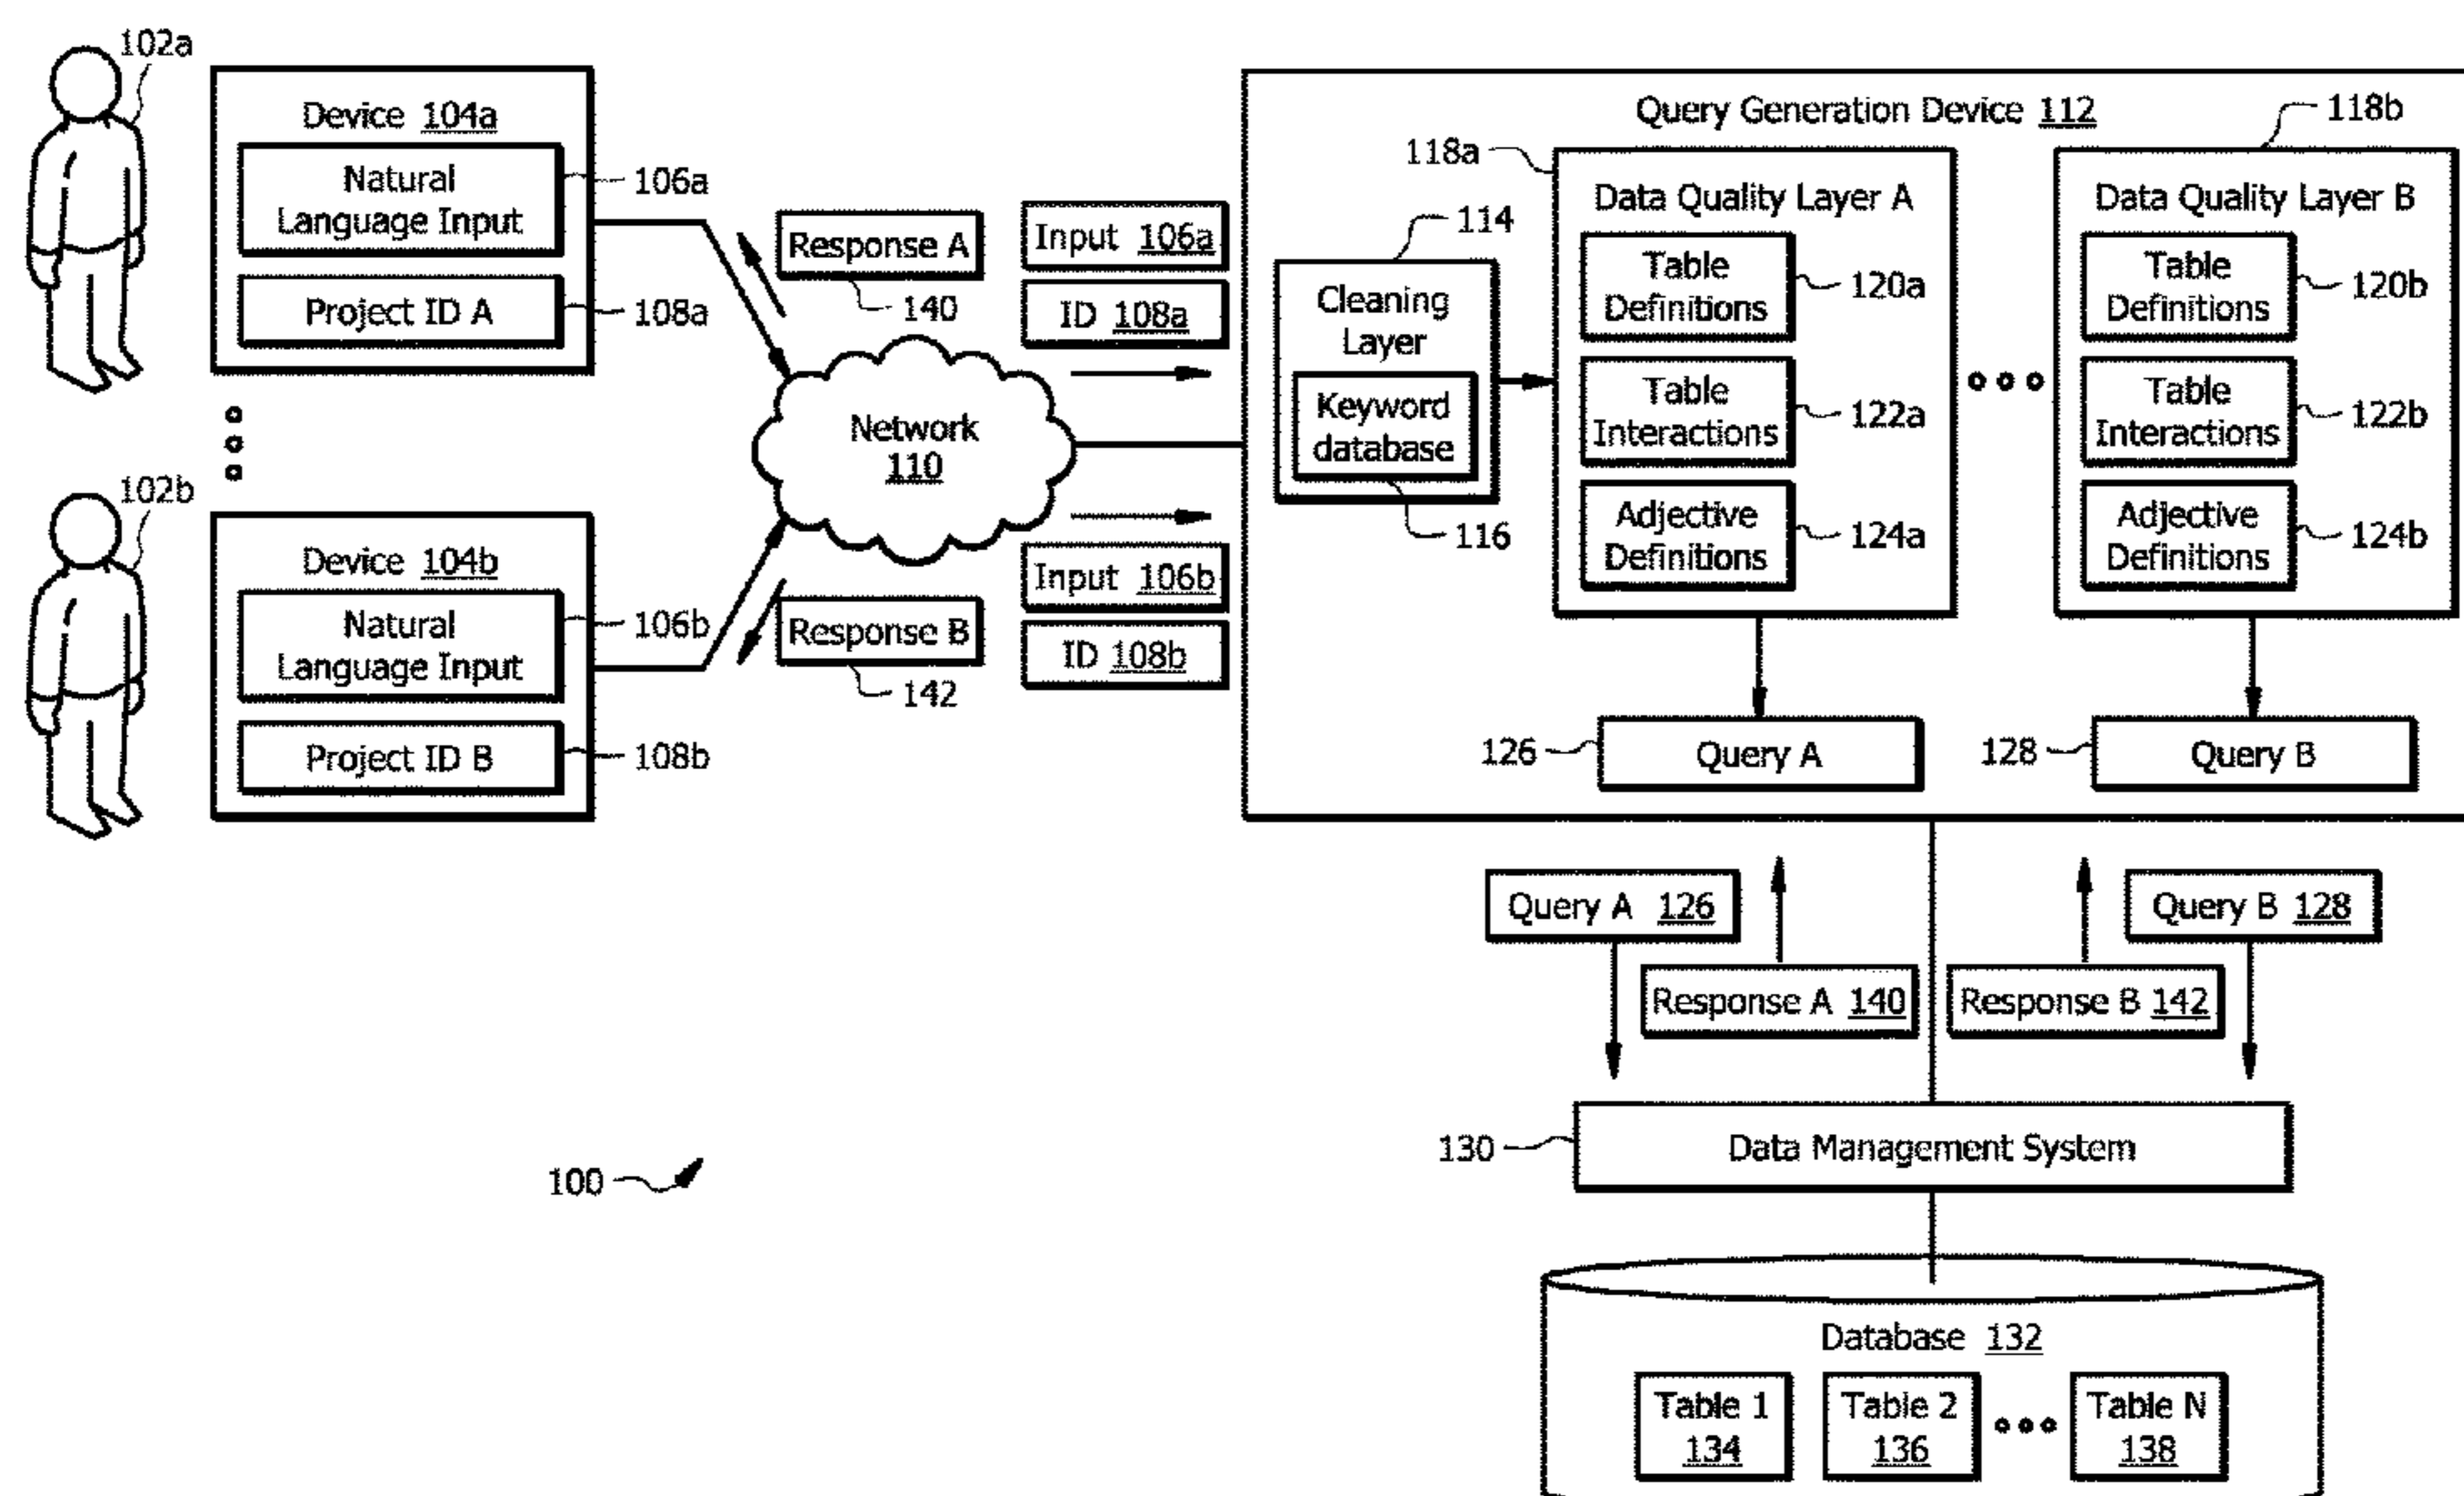 102a
Device 104a
Natural
Language Input
106a
Project ID A
108a
102b
Device 104b
Natural
Language Input
106b
Project ID B
108b
Response A
140
Input 106a
ID 108a
Network
110
Input 106b
ID 108b
Response B
142
Query Generation Device 112
114
Cleaning
Layer
Keyword
database
116
118a
Data Quality Layer A
Table
Definitions
120a
Table
Interactions
122a
Adjective
Definitions
124a
118b
Data Quality Layer B
Table
Definitions
120b
Table
Interactions
122b
Adjective
Definitions
124b
126
Query A
128
Query B
Query A 126
Response A 140
Response B 142
Query B 128
130
Data Management System
100
Database 132
Table 1
134
Table 2
136
Table N
138